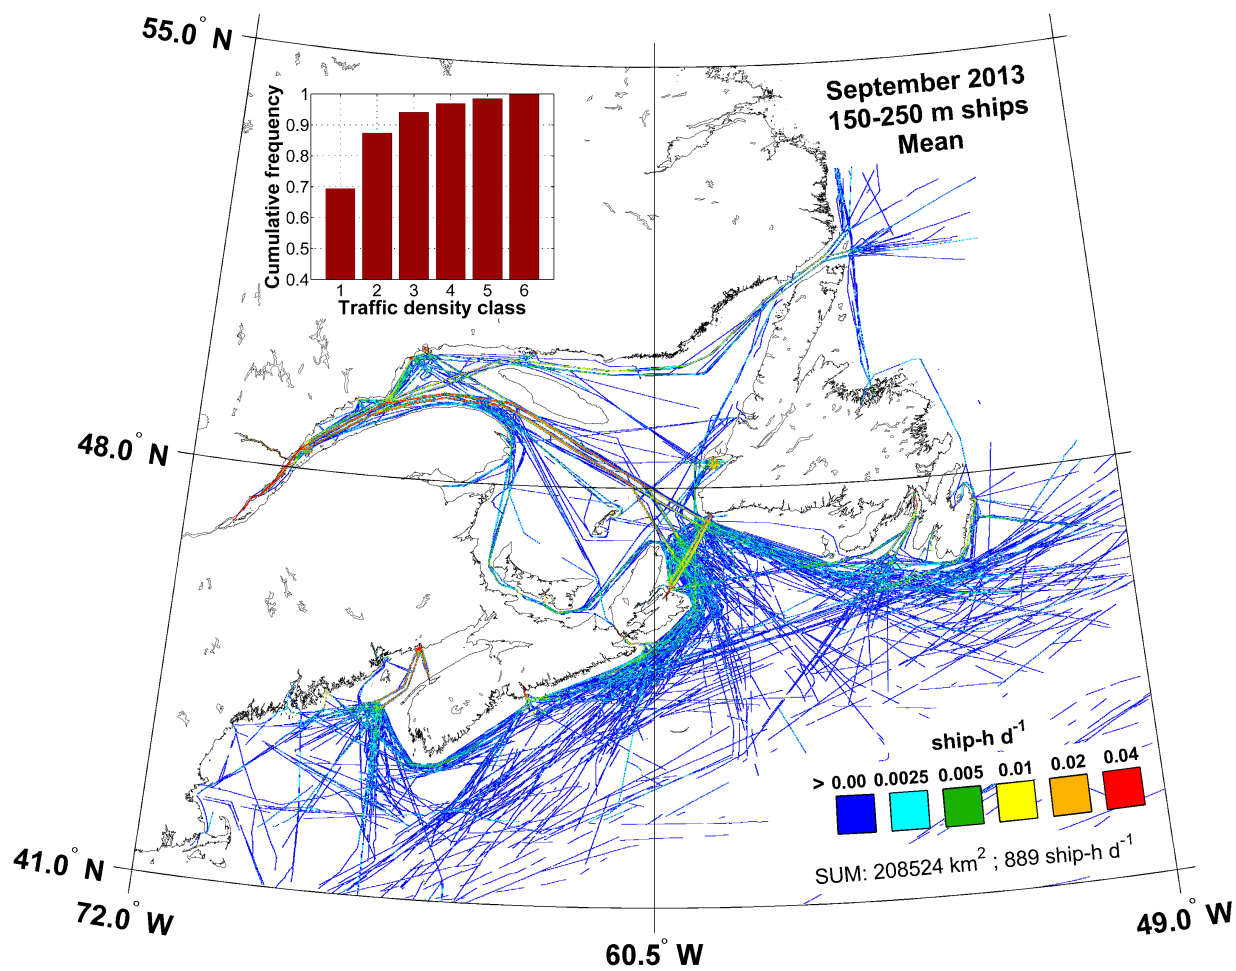 55.0° N
September 2013
150-250 m ships
Mean
Cumulative frequency
1
0.9
0.8
0.7
0.6
0.5
0.4
1 2 3 4 5 6
Traffic density class
48.0° N
ship-h d⁻¹
> 0.00 0.0025 0.005 0.01 0.02 0.04
SUM: 208524 km² ; 889 ship-h d⁻¹
41.0° N
72.0° W
60.5° W
49.0° W